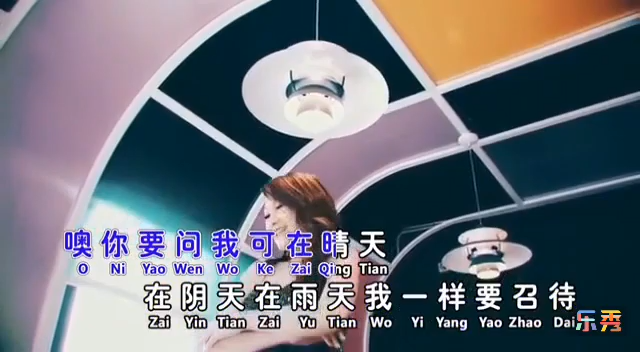 噢你要问我可在晴天
O Ni Yao Wen Wo Ke Zai Qing Tian
在阴天在雨天我一样要召待
Zai Yin Tian Zai Yu Tian Wo Yi Yang Yao Zhao Dai
乐秀